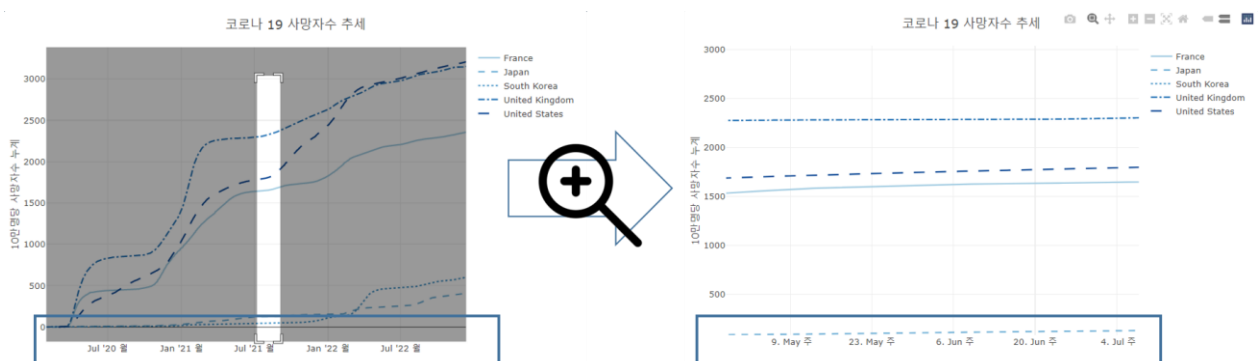 코로나 19 사망자수 추세
3000
2500
2000
1500
1000
500
0
10만명당 사망자수 누계
Jul '20 월
Jan '21 월
Jul '21 월
Jan '22 월
Jul '22 월
France
Japan
South Korea
United Kingdom
United States
코로나 19 사망자수 추세
3000
2500
2000
1500
1000
500
10만명당 사망자수 누계
9. May 주
23. May 주
6. Jun 주
20. Jun 주
4. Jul 주
France
Japan
South Korea
United Kingdom
United States